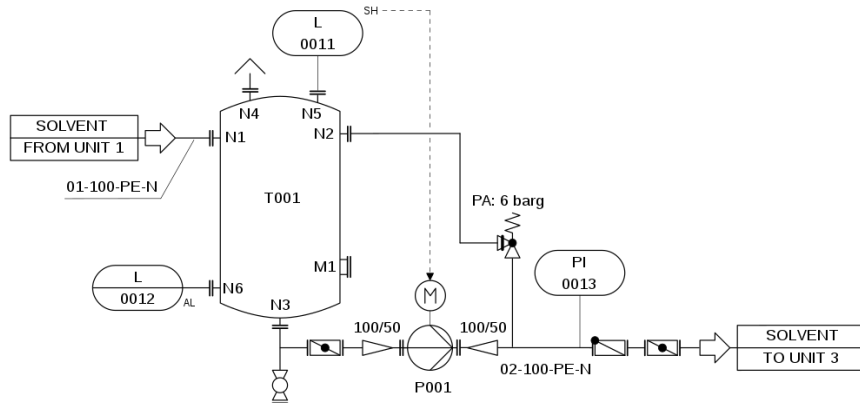 L
0011
SH
N4
N5
SOLVENT
FROM UNIT 1
N1
N2
01-100-PE-N
T001
PA: 6 barg
L
0012
AL
N6
M1
N3
PI
0013
M
100/50
100/50
P001
02-100-PE-N
SOLVENT
TO UNIT 3